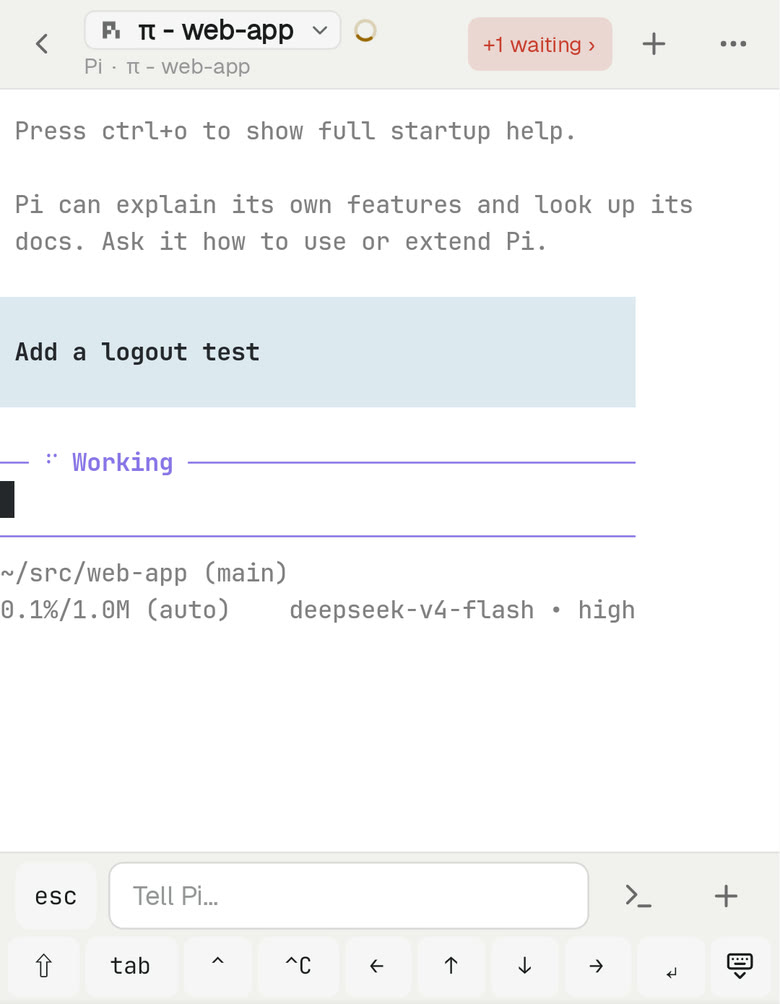 π - web-app
+1 waiting ›
Pi · π - web-app
Press ctrl+o to show full startup help.
Pi can explain its own features and look up its
docs. Ask it how to use or extend Pi.
Add a logout test
Working
~/src/web-app (main)
0.1%/1.0M (auto) deepseek-v4-flash • high
esc Tell Pi… >_ +
⇧ tab ^ ^C ← ↑ ↓ → ↵